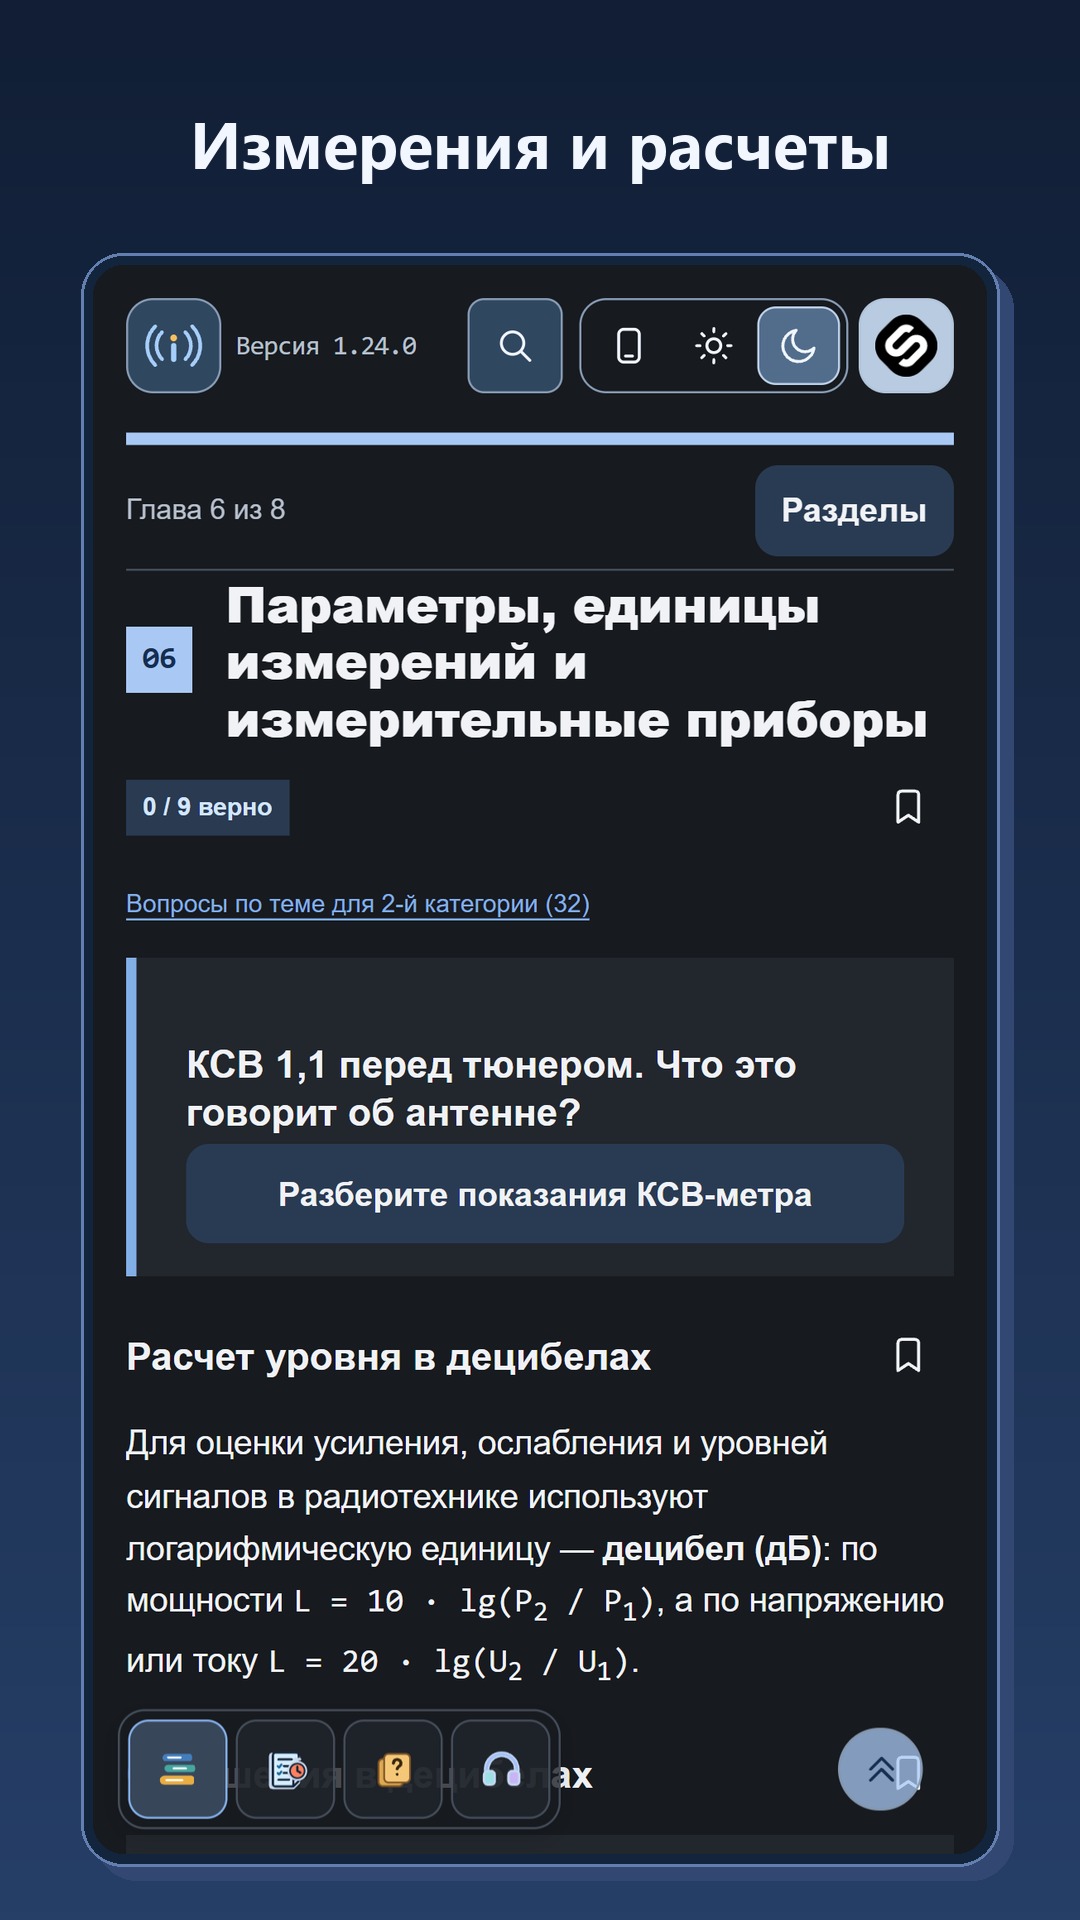 Измерения и расчеты
Версия 1.24.0
Глава 6 из 8
Разделы
06
Параметры, единицы
измерений и
измерительные приборы
0 / 9 верно
Вопросы по теме для 2-й категории (32)
КСВ 1,1 перед тюнером. Что это
говорит об антенне?
Разберите показания КСВ-метра
Расчет уровня в децибелах
Для оценки усиления, ослабления и уровней
сигналов в радиотехнике используют
логарифмическую единицу — децибел (дБ): по
мощности L = 10 · lg(P₂ / P₁), а по напряжению
или току L = 20 · lg(U₂ / U₁).